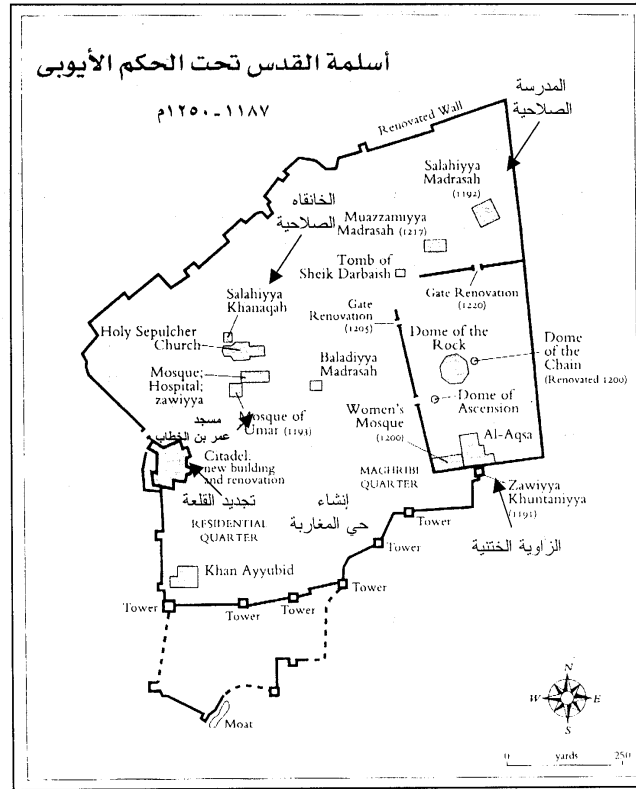 أسلمة القدس تحت الحكم الأيوبى
١١٨٧-١٢٥٠م
المدرسة
الصلاحية
Renovated Wall
Salahiyya
Madrasah
(1192)
الخانقاه
الصلاحية
Muazzamiyya
Madrasah (1217)
Tomb of
Sheik Darbaish
Salahiyya
Khanaqah
Gate Renovation
(1220)
Gate
Renovation
(1205)
Holy Sepulcher
Church
Dome of the
Rock
Dome
of the
Chain
(Renovated 1200)
Baladiyya
Madrasah
Mosque;
Hospital;
zawiyya
Mosque of
Umar (1193)
مسجد
عمر بن الخطاب
Dome of
Ascension
Women's
Mosque
(1200)
Al-Aqsa
Citadel,
new building
and renovation
تجديد القلعة
MAGHRIBI
QUARTER
Zawiyya
Khuntaniyya
(1191)
إنشاء
حي المغاربة
RESIDENTIAL
QUARTER
الزاوية الختنية
Tower
Tower
Khan Ayyubid
Tower
Tower
Tower
Tower
Tower
Moat
N
W
E
S
0 yards 250